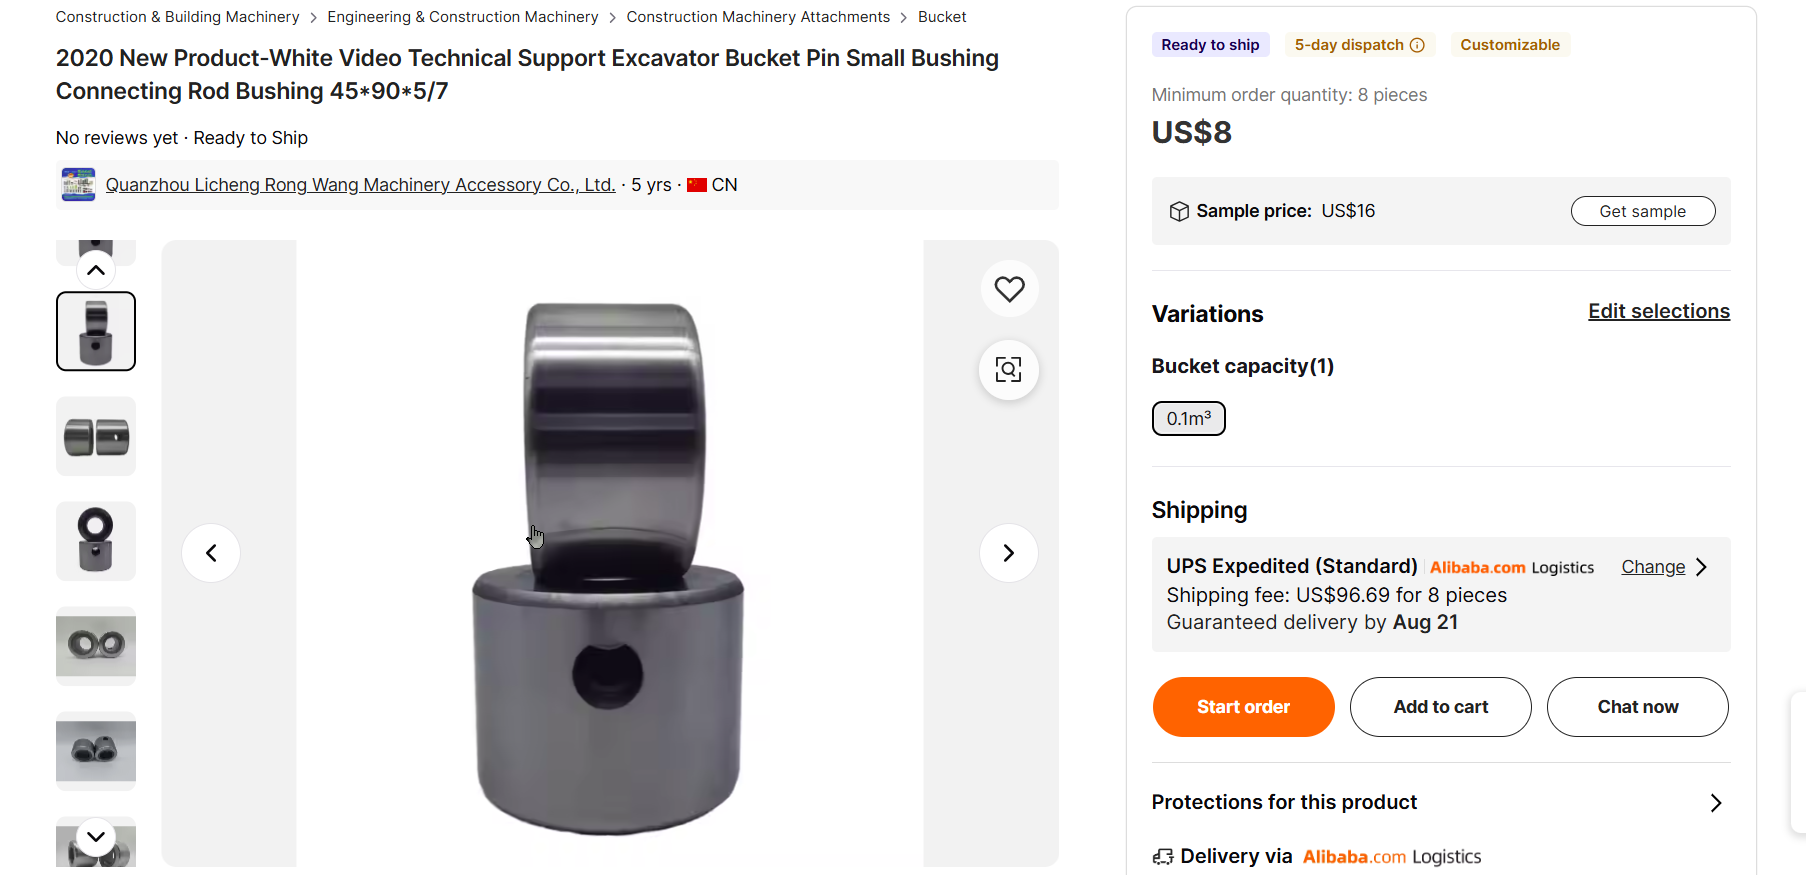 Construction & Building Machinery > Engineering & Construction Machinery > Construction Machinery Attachments > Bucket
2020 New Product-White Video Technical Support Excavator Bucket Pin Small Bushing
Connecting Rod Bushing 45*90*5/7
No reviews yet · Ready to Ship
Quanzhou Licheng Rong Wang Machinery Accessory Co., Ltd. · 5 yrs · CN
Ready to ship
5-day dispatch
Customizable
Minimum order quantity: 8 pieces
US$8
Sample price: US$16
Get sample
Variations
Edit selections
Bucket capacity(1)
0.1m³
Shipping
UPS Expedited (Standard) Alibaba.com Logistics
Change
Shipping fee: US$96.69 for 8 pieces
Guaranteed delivery by Aug 21
Start order
Add to cart
Chat now
Protections for this product
Delivery via Alibaba.com Logistics